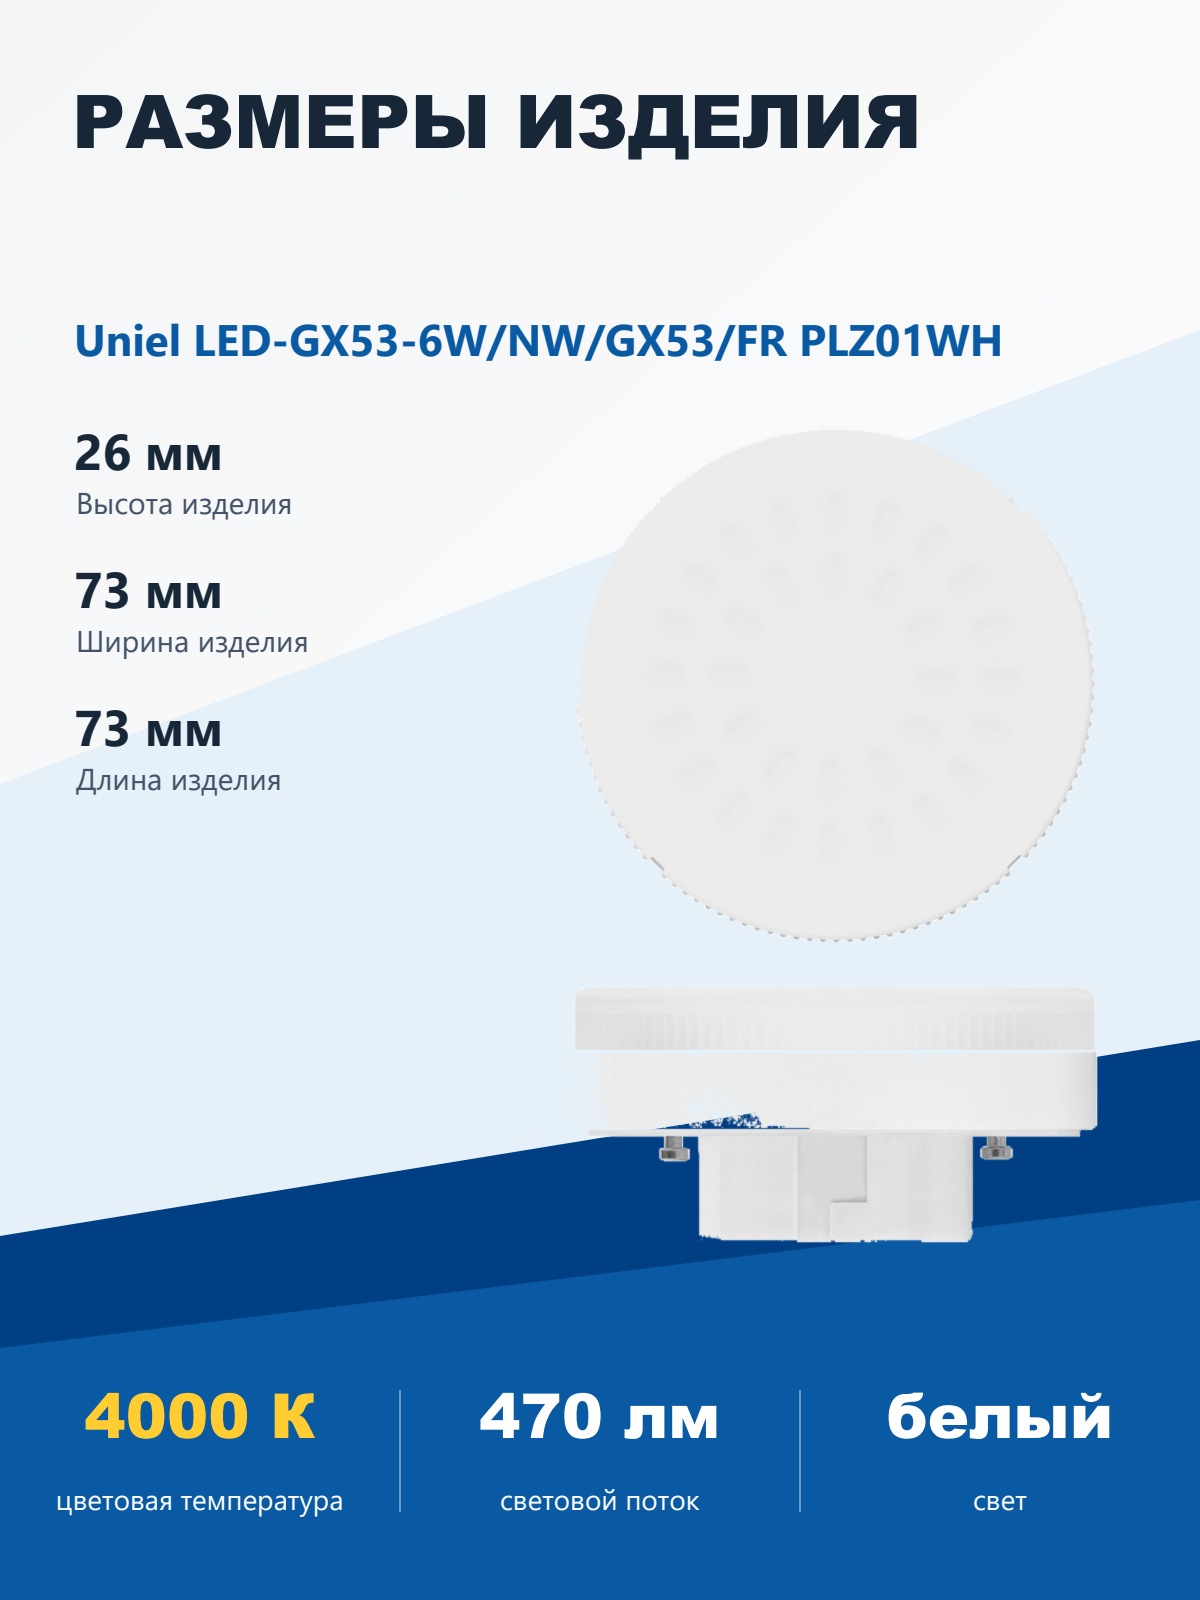 РАЗМЕРЫ ИЗДЕЛИЯ
Uniel LED-GX53-6W/NW/GX53/FR PLZ01WH
26 мм
Высота изделия
73 мм
Ширина изделия
73 мм
Длина изделия
4000 К
цветовая температура
470 лм
световой поток
белый
свет